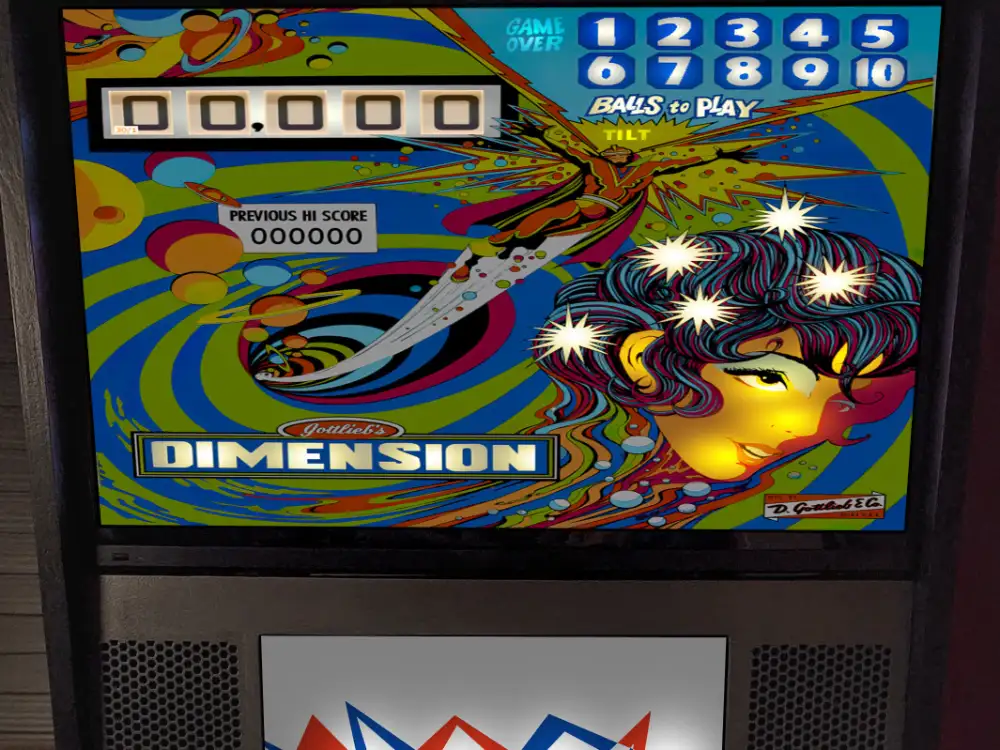 GAME OVER
1 2 3 4 5
6 7 8 9 10
BALLS to PLAY
TILT
00,000
PREVIOUS HI SCORE
000000
Gottlieb's
DIMENSION
D. Gottlieb & Co.